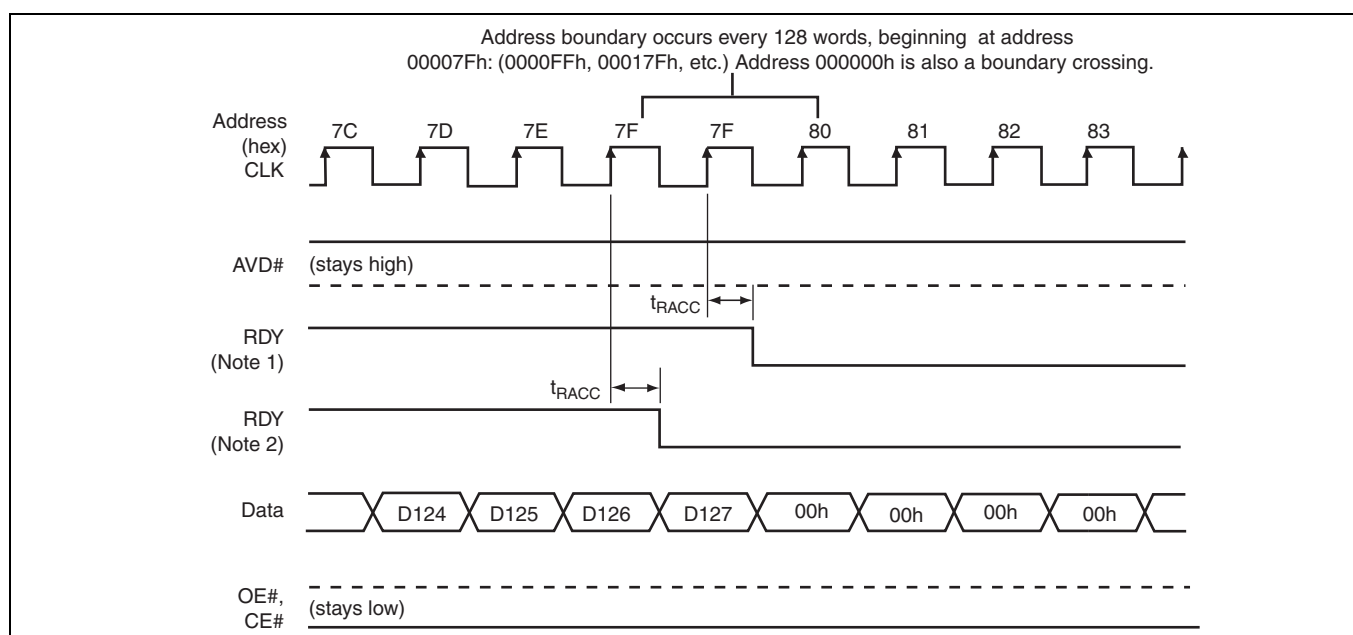 Address boundary occurs every 128 words, beginning at address
00007Fh: (0000FFh, 00017Fh, etc.) Address 000000h is also a boundary crossing.
Address
(hex)
CLK
7C 7D 7E 7F 7F 80 81 82 83
AVD# (stays high)
tRACC
RDY
(Note 1)
tRACC
RDY
(Note 2)
Data D124 D125 D126 D127 00h 00h 00h 00h
OE#,
CE# (stays low)